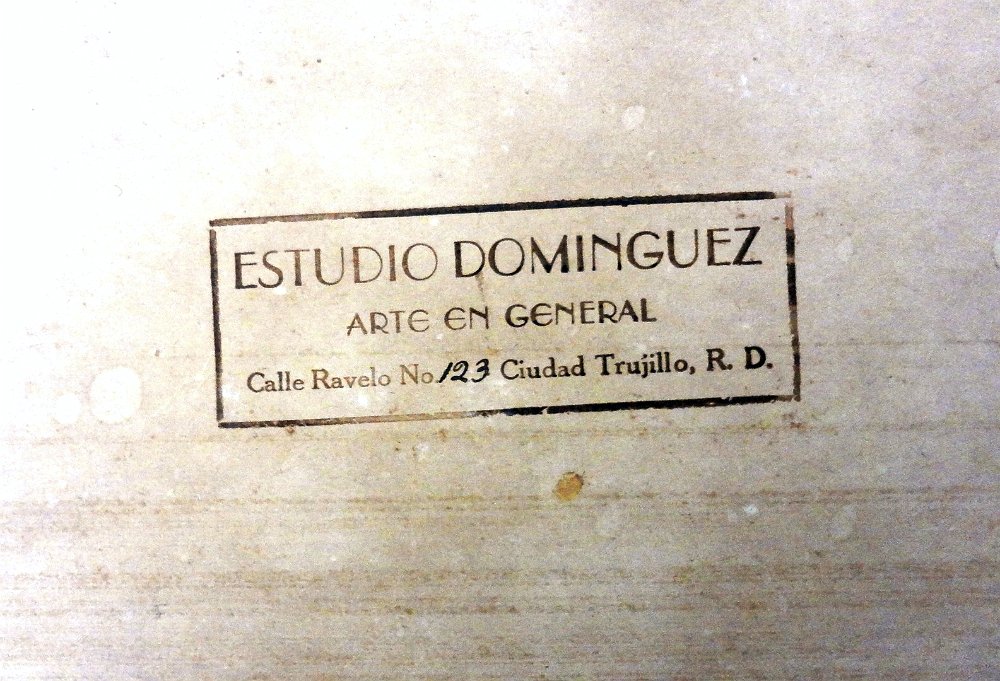 ESTUDIO DOMINGUEZ
ARTE EN GENERAL
Calle Ravelo No. 123 Ciudad Trujillo, R. D.